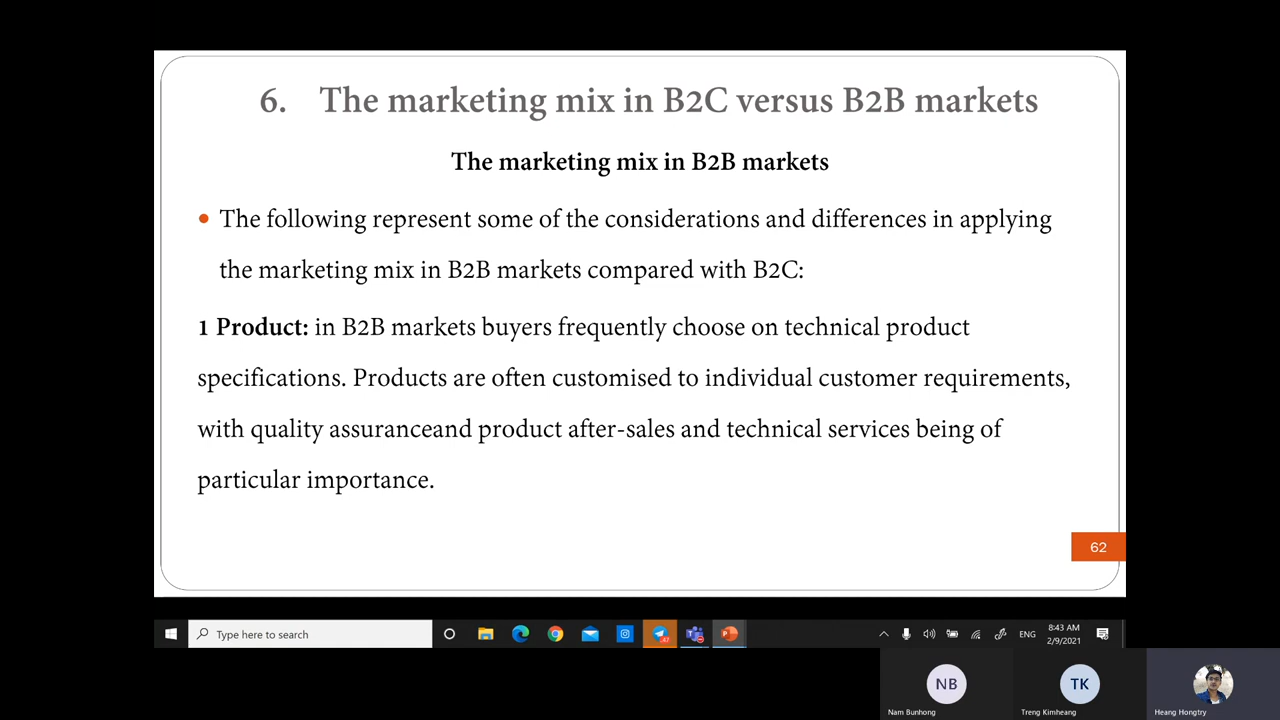 6. The marketing mix in B2C versus B2B markets
The marketing mix in B2B markets
• The following represent some of the considerations and differences in applying
the marketing mix in B2B markets compared with B2C:
1 Product: in B2B markets buyers frequently choose on technical product
specifications. Products are often customised to individual customer requirements,
with quality assuranceand product after-sales and technical services being of
particular importance.
62
Type here to search
ENG
8:43 AM
2/9/2021
NB
TK
Nam Bunhong
Treng Kimheang
Heang Hongtry